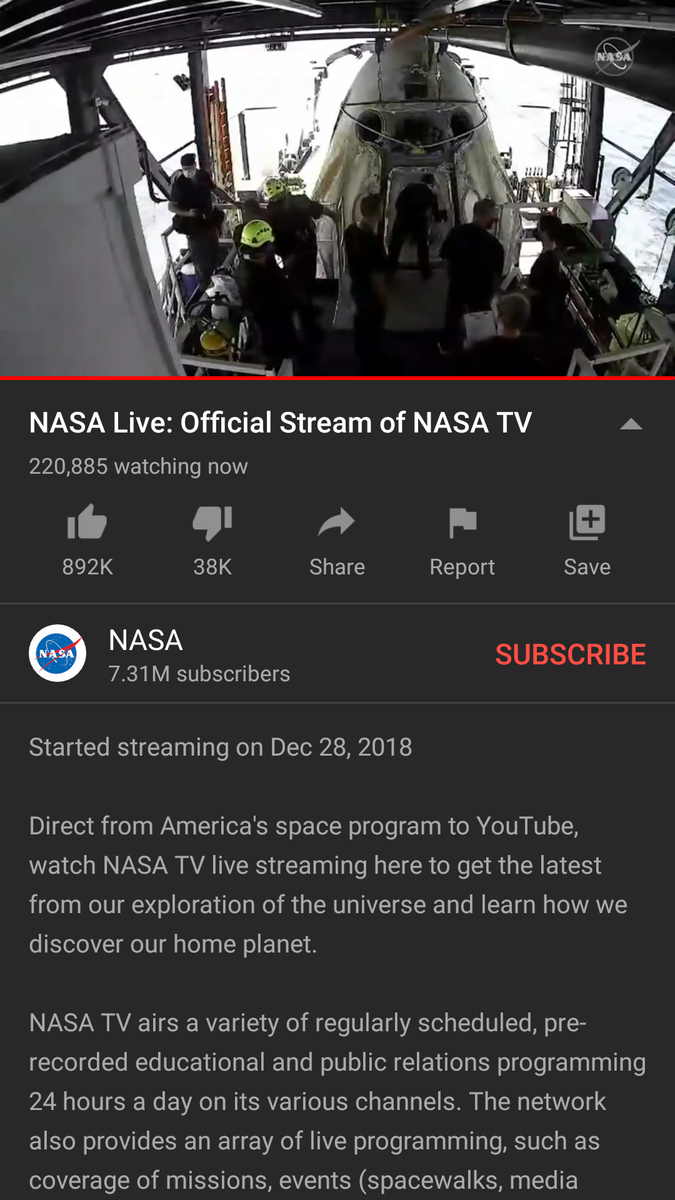 NASA
NASA Live: Official Stream of NASA TV
220,885 watching now
892K 38K Share Report Save
NASA
NASA
7.31M subscribers
SUBSCRIBE
Started streaming on Dec 28, 2018
Direct from America's space program to YouTube,
watch NASA TV live streaming here to get the latest
from our exploration of the universe and learn how we
discover our home planet.
NASA TV airs a variety of regularly scheduled, pre-
recorded educational and public relations programming
24 hours a day on its various channels. The network
also provides an array of live programming, such as
coverage of missions, events (spacewalks, media